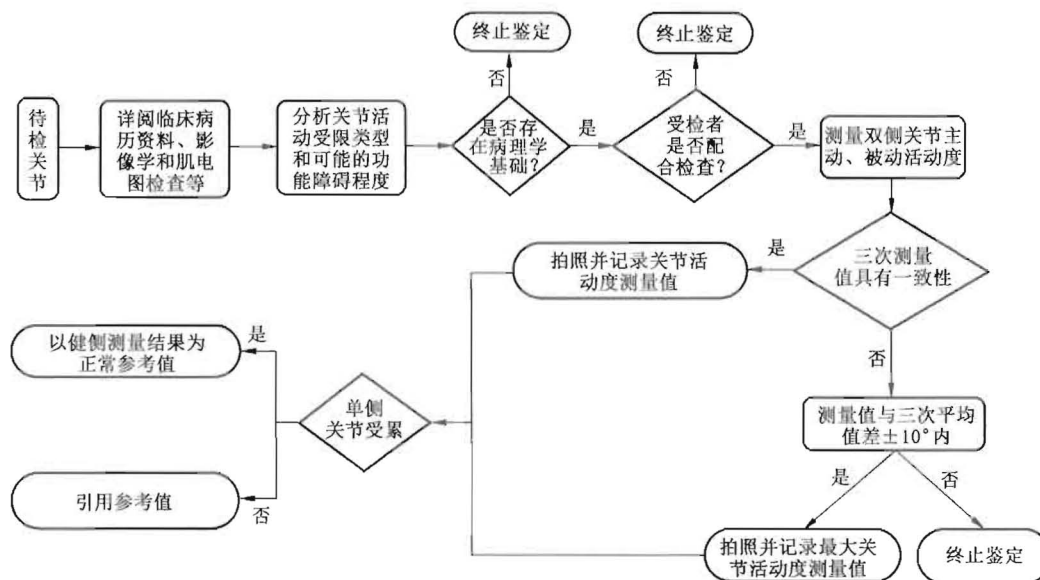 终止鉴定
终止鉴定
否
否
待
检
关
节
详阅临床病
历资料、影
像学和肌电
图检查等
分析关节活
动受限类型
和可能的功
能障碍程度
是否存
在病理学
基础?
是
受检者
是否配
合检查?
是
测量双侧关节主
动、被动活动度
拍照并记录关节活
动度测量值
是
三次测量
值具有一致性
否
以健侧测量结果为
正常参考值
是
单侧
关节受累
测量值与三次平均
值差±10°内
引用参考值
否
是
否
拍照并记录最大关
节活动度测量值
终止鉴定